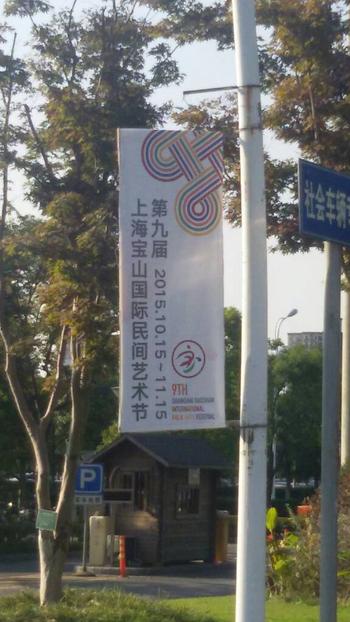 第九届 2015.10.15~11.15
上海宝山国际民间艺术节
9TH
SHANGHAI BAOSHAN
INTERNATIONAL
FOLK ARTS FESTIVAL
社会车辆
P